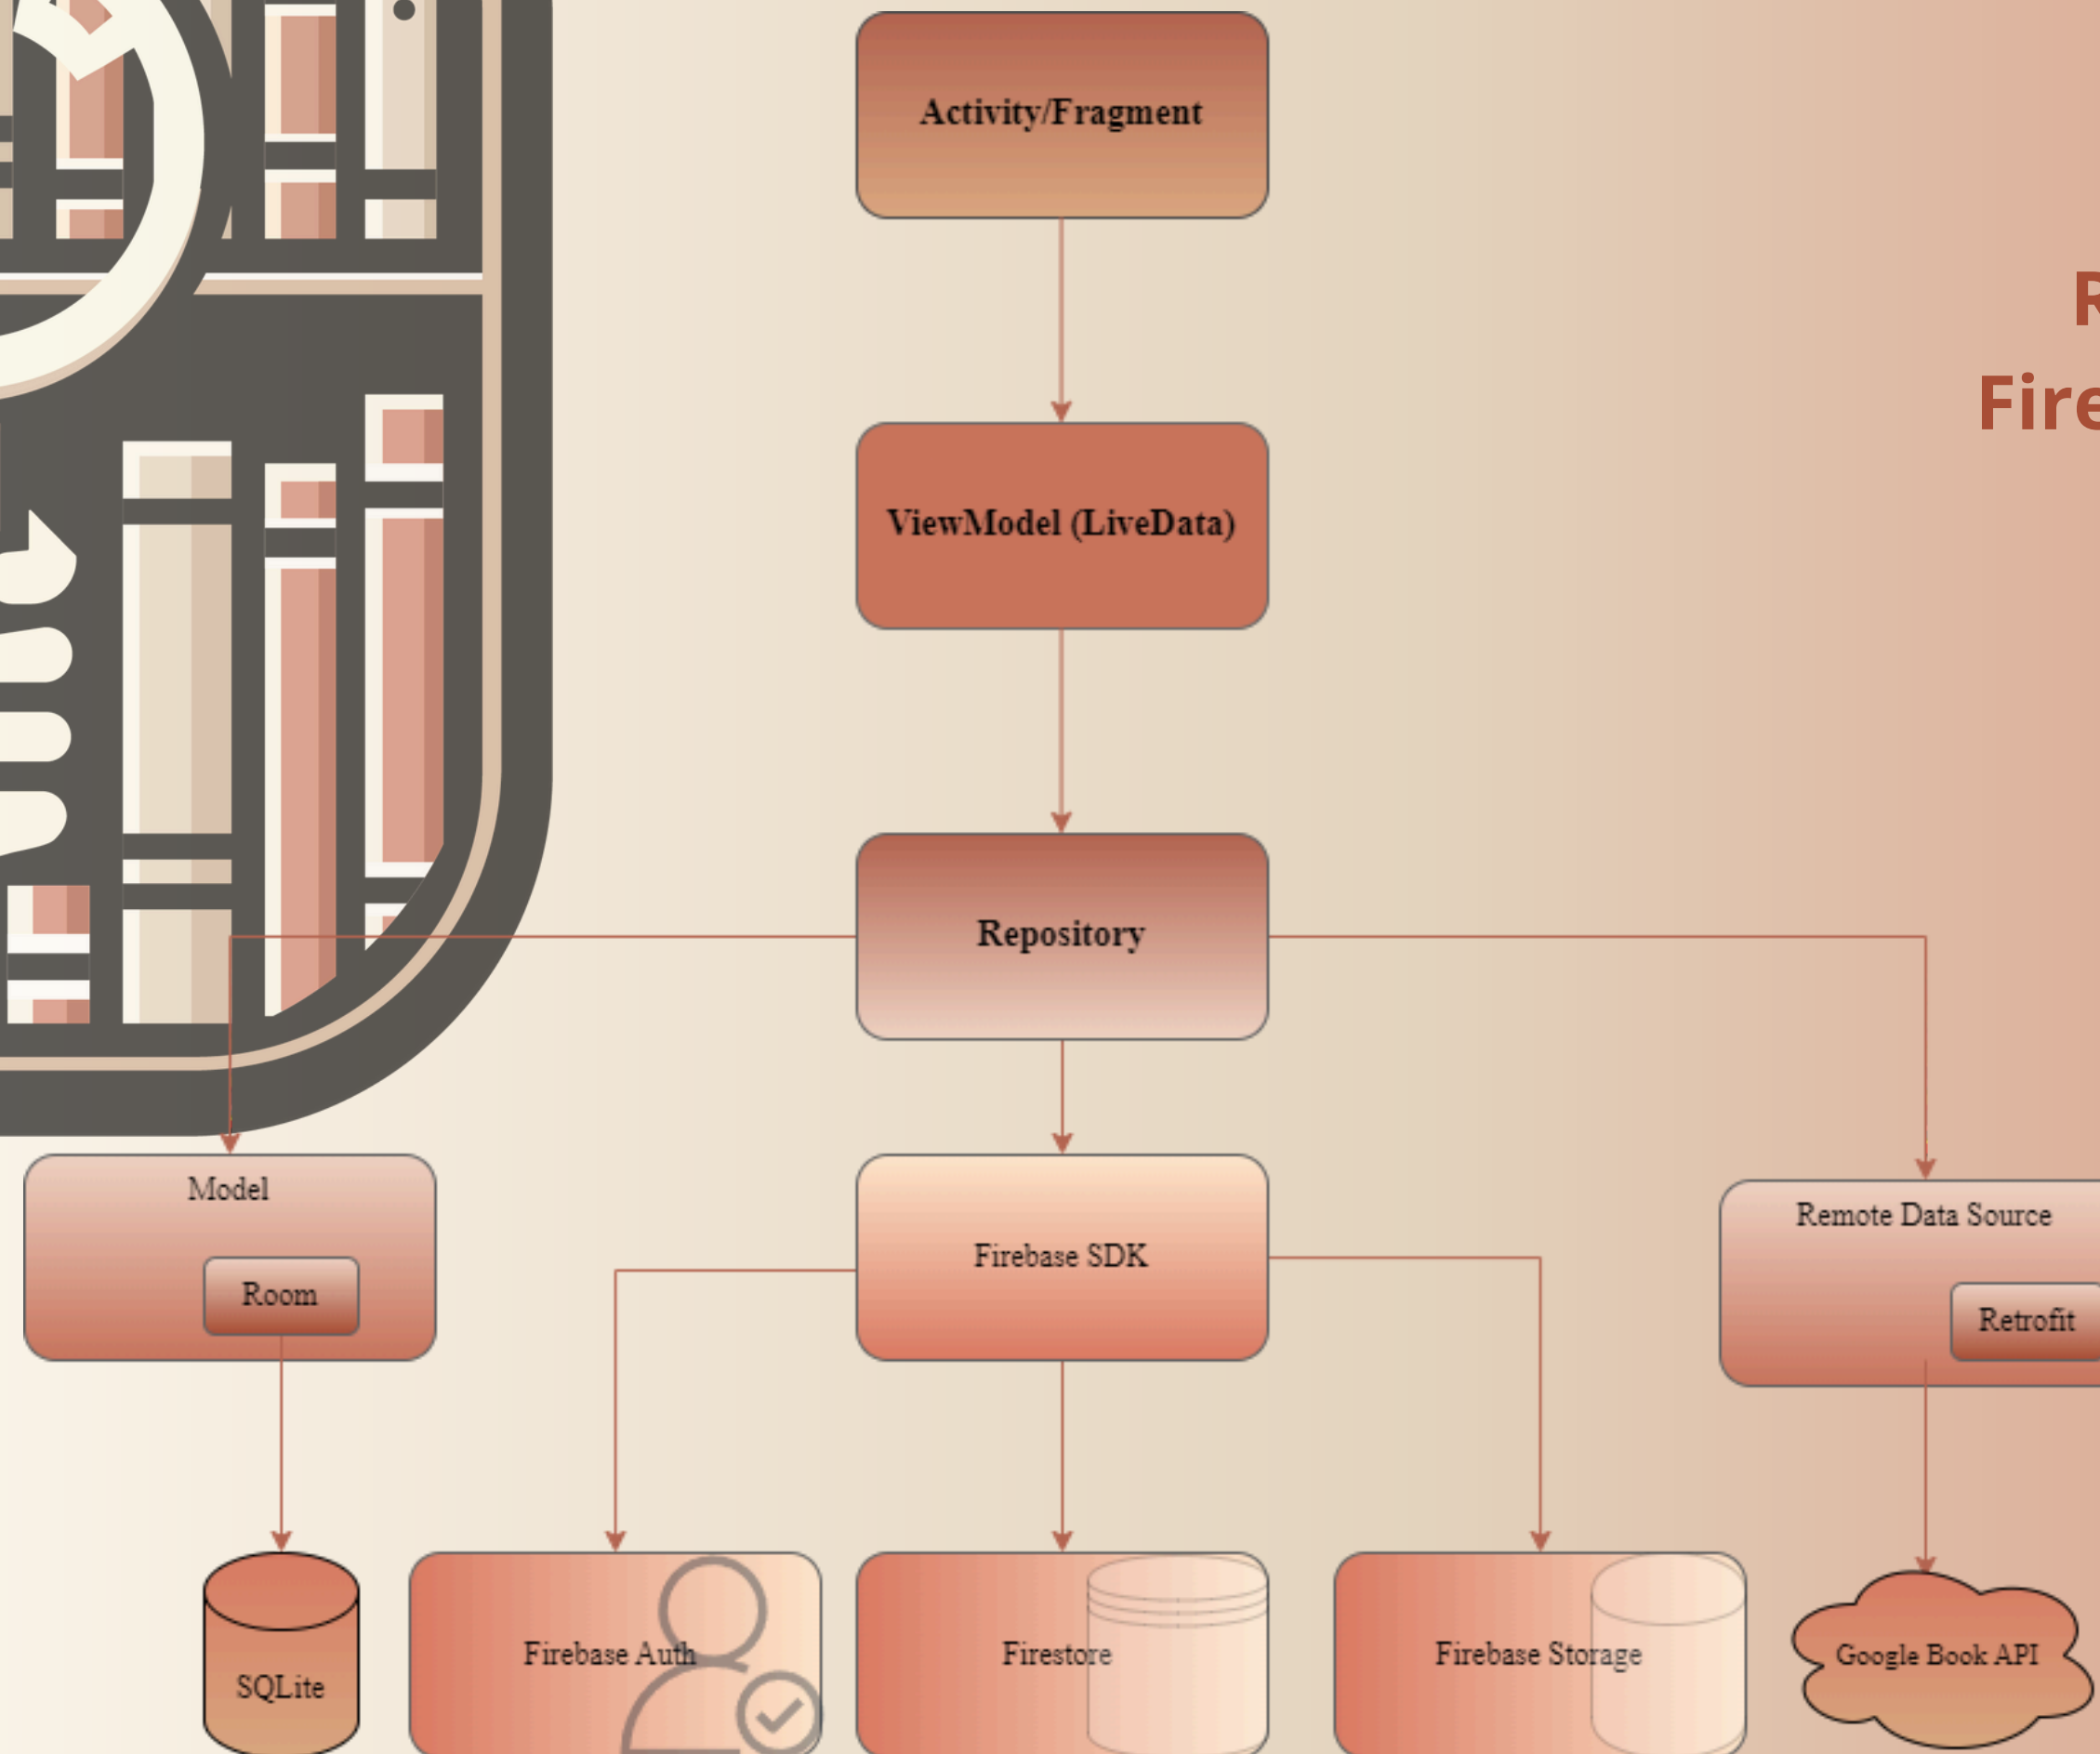 Activity/Fragment
ViewModel (LiveData)
Repository
Model
Room
Firebase SDK
Remote Data Source
Retrofit
SQLite
Firebase Auth
Firestore
Firebase Storage
Google Book API